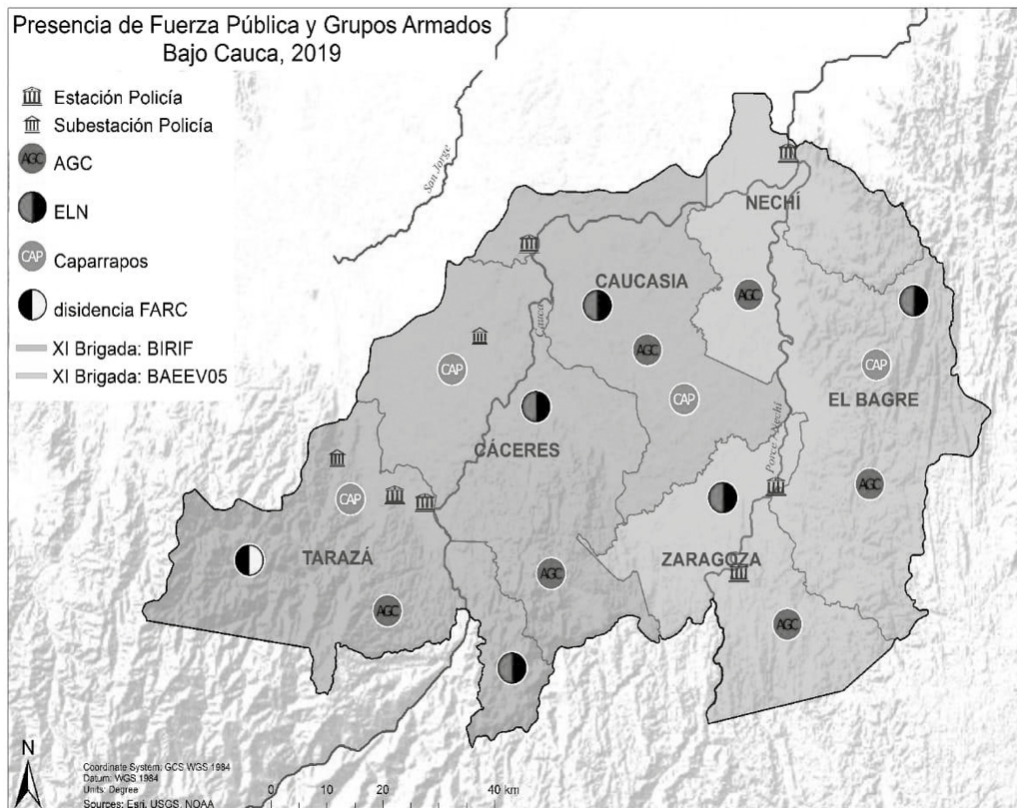 Presencia de Fuerza Pública y Grupos Armados
Bajo Cauca, 2019
Estación Policía
Subestación Policía
AGC AGC
ELN
CAP Caparrapos
disidencia FARC
XI Brigada: BIRIF
XI Brigada: BAEEV05
San Jorge
NECHÍ
CAUCASIA
AGC
Cauca
AGC
CAP
CAP
CAP
EL BAGRE
CÁCERES
Porce-Nechí
AGC
CAP
TARAZÁ
ZARAGOZA
AGC
AGC
AGC
N
Coordinate System: GCS WGS 1984
Datum: WGS 1984
Units: Degree
Sources: Esri, USGS, NOAA
0 20 40 km